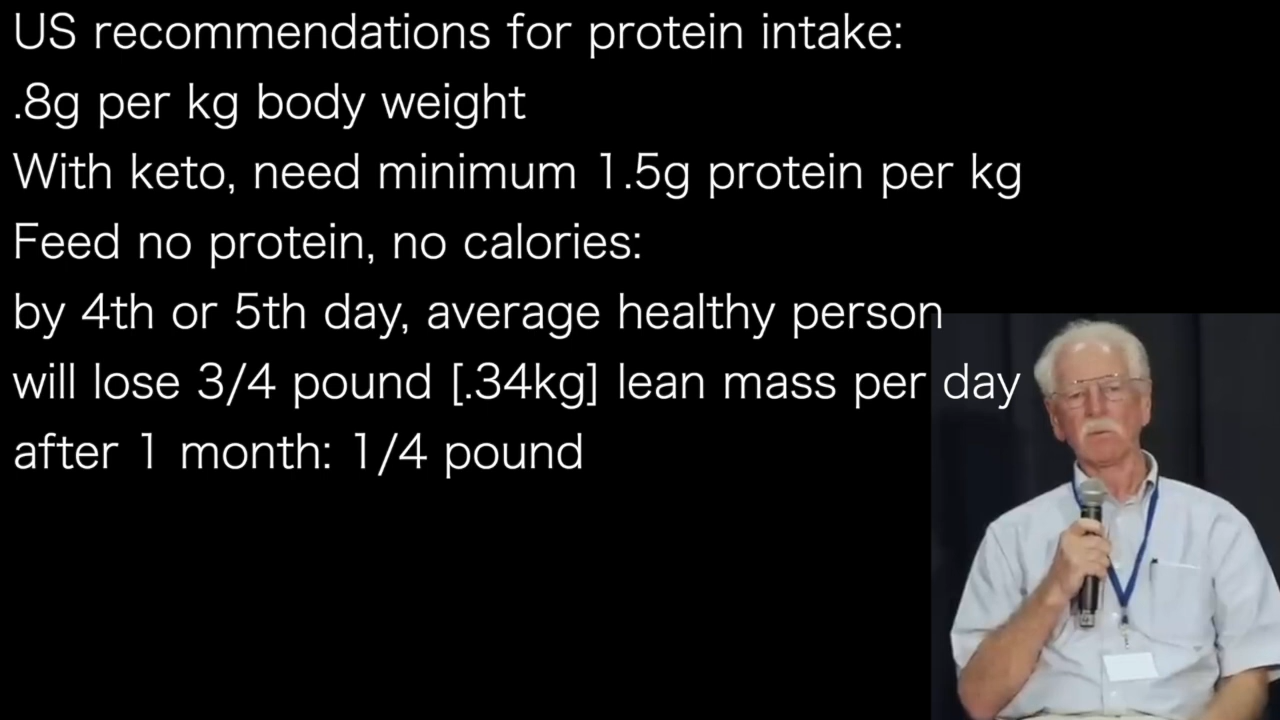 US recommendations for protein intake:
.8g per kg body weight
With keto, need minimum 1.5g protein per kg
Feed no protein, no calories:
by 4th or 5th day, average healthy person
will lose 3/4 pound [.34kg] lean mass per day
after 1 month: 1/4 pound